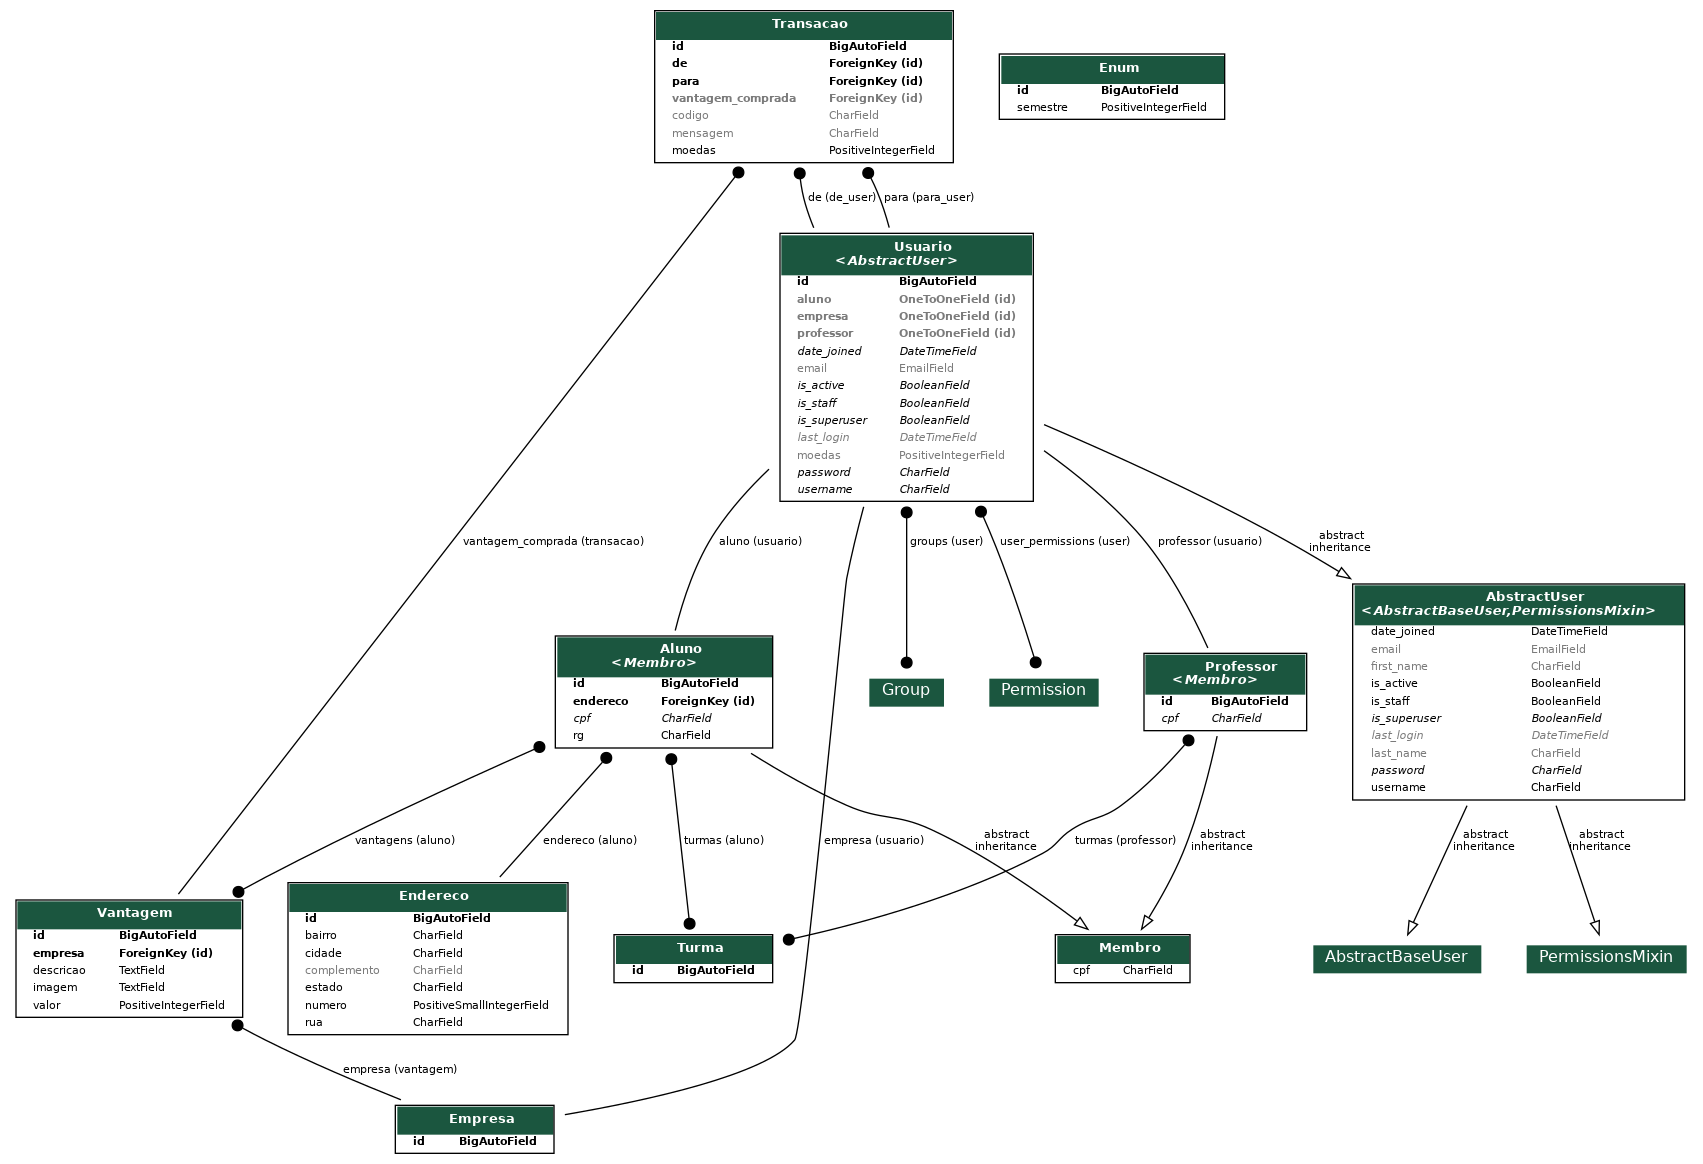 Transacao
id BigAutoField
de ForeignKey (id)
para ForeignKey (id)
vantagem_comprada ForeignKey (id)
codigo CharField
mensagem CharField
moedas PositiveIntegerField
Enum
id BigAutoField
semestre PositiveIntegerField
de (de_user)
para (para_user)
Usuario
<AbstractUser>
id BigAutoField
aluno OneToOneField (id)
empresa OneToOneField (id)
professor OneToOneField (id)
date_joined DateTimeField
email EmailField
is_active BooleanField
is_staff BooleanField
is_superuser BooleanField
last_login DateTimeField
moedas PositiveIntegerField
password CharField
username CharField
vantagem_comprada (transacao)
aluno (usuario)
groups (user)
user_permissions (user)
professor (usuario)
abstract
inheritance
Aluno
<Membro>
id BigAutoField
endereco ForeignKey (id)
cpf CharField
rg CharField
Group
Permission
Professor
<Membro>
id BigAutoField
cpf CharField
AbstractUser
<AbstractBaseUser,PermissionsMixin>
date_joined DateTimeField
email EmailField
first_name CharField
is_active BooleanField
is_staff BooleanField
is_superuser BooleanField
last_login DateTimeField
last_name CharField
password CharField
username CharField
vantagens (aluno)
endereco (aluno)
turmas (aluno)
empresa (usuario)
abstract
inheritance
turmas (professor)
abstract
inheritance
abstract
inheritance
abstract
inheritance
Vantagem
id BigAutoField
empresa ForeignKey (id)
descricao TextField
imagem TextField
valor PositiveIntegerField
Endereco
id BigAutoField
bairro CharField
cidade CharField
complemento CharField
estado CharField
numero PositiveSmallIntegerField
rua CharField
Turma
id BigAutoField
Membro
cpf CharField
AbstractBaseUser
PermissionsMixin
empresa (vantagem)
Empresa
id BigAutoField